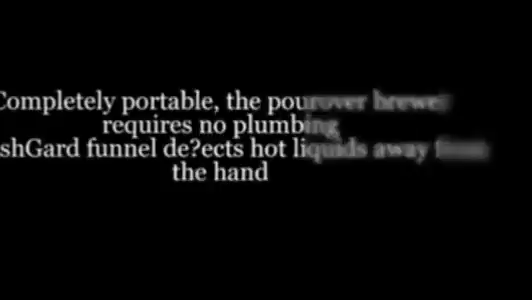 Completely portable, the pourover brewer
requires no plumbing
shGard funnel de?ects hot liquids away from
the hand